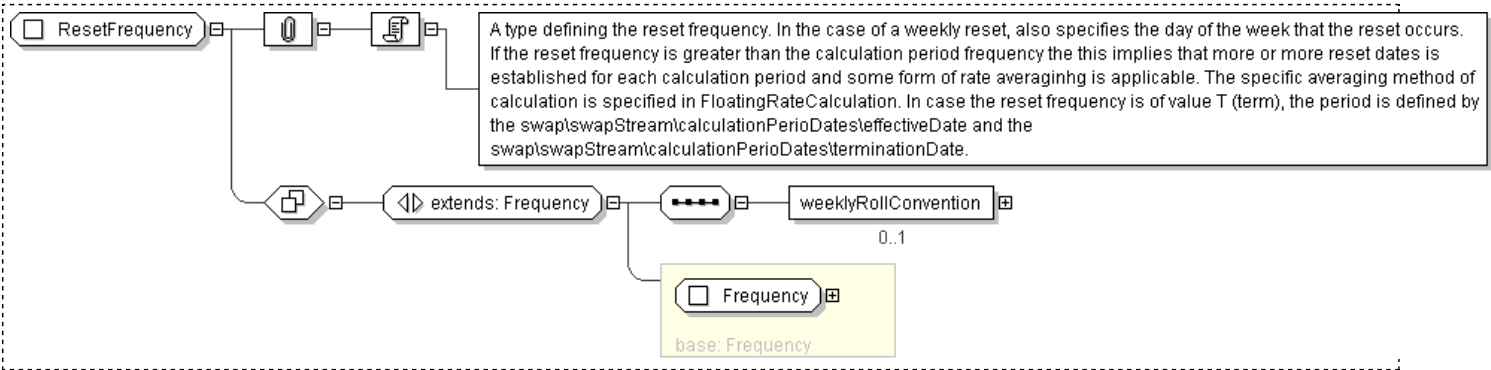 ResetFrequency
A type defining the reset frequency. In the case of a weekly reset, also specifies the day of the week that the reset occurs.
If the reset frequency is greater than the calculation period frequency the this implies that more or more reset dates is
established for each calculation period and some form of rate averaginhg is applicable. The specific averaging method of
calculation is specified in FloatingRateCalculation. In case the reset frequency is of value T (term), the period is defined by
the swap\swapStream\calculationPerioDates\effectiveDate and the
swap\swapStream\calculationPerioDates\terminationDate.
extends: Frequency
weeklyRollConvention
0..1
Frequency
base: Frequency